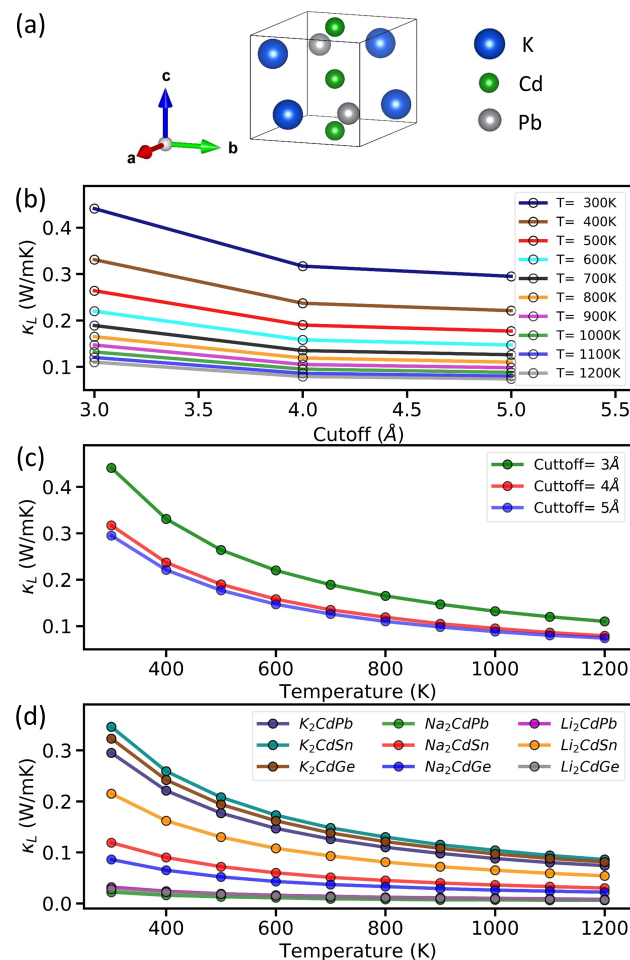 (a)
c
a
b
K
Cd
Pb
(b)
κ_L (W/mK)
0.4
0.3
0.2
0.1
T= 300K
T= 400K
T= 500K
T= 600K
T= 700K
T= 800K
T= 900K
T= 1000K
T= 1100K
T= 1200K
3.0 3.5 4.0 4.5 5.0 5.5
Cutoff (Å)
(c)
κ_L (W/mK)
0.4
0.3
0.2
0.1
Cuttoff= 3Å
Cuttoff= 4Å
Cuttoff= 5Å
400 600 800 1000 1200
Temperature (K)
(d)
κ_L (W/mK)
0.3
0.2
0.1
0.0
K₂CdPb Na₂CdPb Li₂CdPb
K₂CdSn Na₂CdSn Li₂CdSn
K₂CdGe Na₂CdGe Li₂CdGe
400 600 800 1000 1200
Temperature (K)